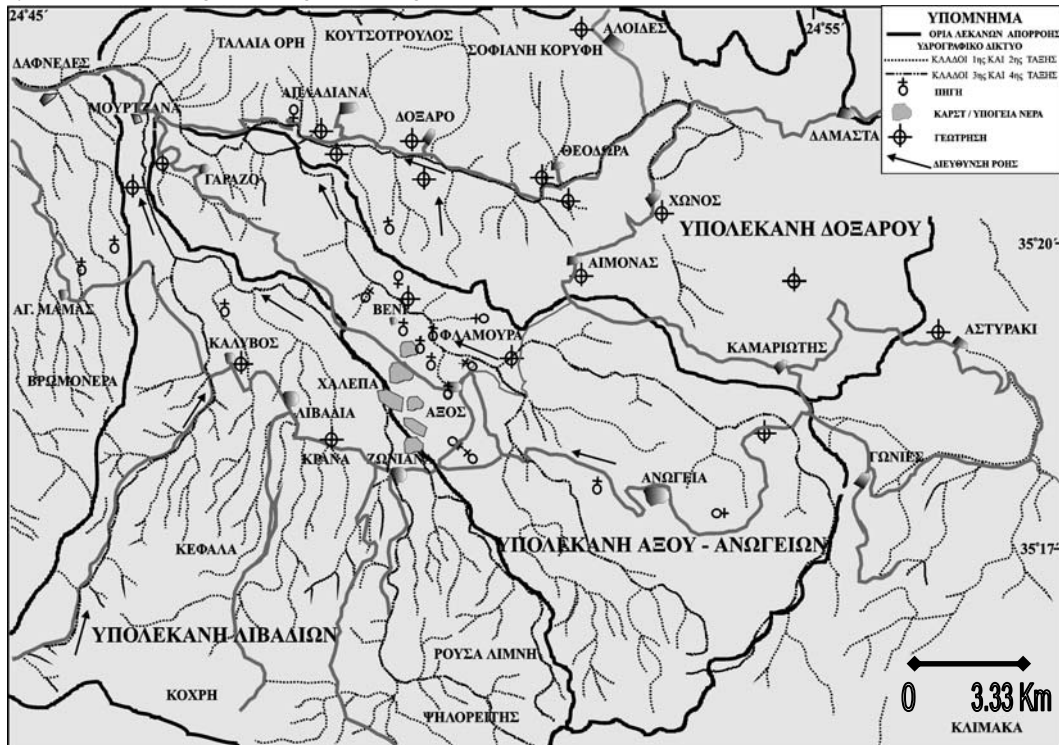 24°45´
ΤΑΛΑΙΑ ΟΡΗ
ΚΟΥΤΣΟΤΡΟΥΛΟΣ
ΣΟΦΙΑΝΗ ΚΟΡΥΦΗ
ΑΛΟΙΔΕΣ
24°55´
ΥΠΟΜΝΗΜΑ
ΟΡΙΑ ΛΕΚΑΝΩΝ ΑΠΟΡΡΟΗΣ
ΥΔΡΟΓΡΑΦΙΚΟ ΔΙΚΤΥΟ
ΚΛΑΔΟΙ 1ης ΚΑΙ 2ης ΤΑΞΗΣ
ΚΛΑΔΟΙ 3ης ΚΑΙ 4ης ΤΑΞΗΣ
ΠΗΓΗ
ΚΑΡΣΤ / ΥΠΟΓΕΙΑ ΝΕΡΑ
ΓΕΩΤΡΗΣΗ
ΔΙΕΥΘΥΝΣΗ ΡΟΗΣ
ΔΑΦΝΕΔΕΣ
ΜΟΥΡΤΖΑΝΑ
ΑΠΛΑΔΙΑΝΑ
ΔΟΞΑΡΟ
ΔΑΜΑΣΤΑ
ΘΕΟΔΩΡΑ
ΓΑΡΑΖΟ
ΧΩΝΟΣ
ΥΠΟΛΕΚΑΝΗ ΔΟΞΑΡΟΥ
35°20´
ΑΙΜΟΝΑΣ
ΑΓ. ΜΑΜΑΣ
ΒΕΝΙ
ΦΛΑΜΟΥΡΑ
ΑΣΤΥΡΑΚΙ
ΚΑΛΥΒΟΣ
ΚΑΜΑΡΙΩΤΗΣ
ΒΡΩΜΟΝΕΡΑ
ΧΑΛΕΠΑ
ΛΙΒΑΔΙΑ
ΑΞΟΣ
ΚΡΑΝΑ
ΖΩΝΙΑΝΑ
ΓΩΝΙΕΣ
ΑΝΩΓΕΙΑ
ΚΕΦΑΛΑ
ΥΠΟΛΕΚΑΝΗ ΑΞΟΥ - ΑΝΩΓΕΙΩΝ
35°17´
ΥΠΟΛΕΚΑΝΗ ΛΙΒΑΔΙΩΝ
ΡΟΥΣΑ ΛΙΜΝΗ
ΚΟΧΡΗ
ΨΗΛΟΡΕΙΤΗΣ
0 3.33 Km
ΚΛΙΜΑΚΑ